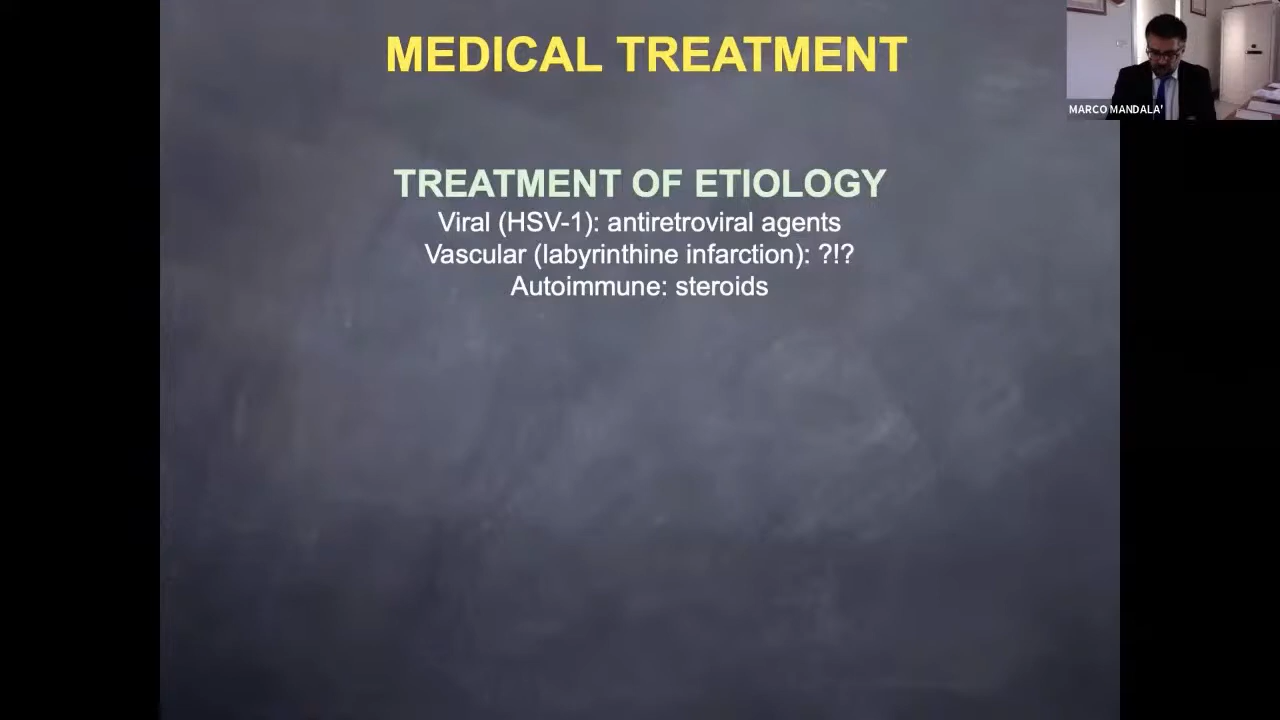 MEDICAL TREATMENT
MARCO MANDALA'
TREATMENT OF ETIOLOGY
Viral (HSV-1): antiretroviral agents
Vascular (labyrinthine infarction): ?!?
Autoimmune: steroids